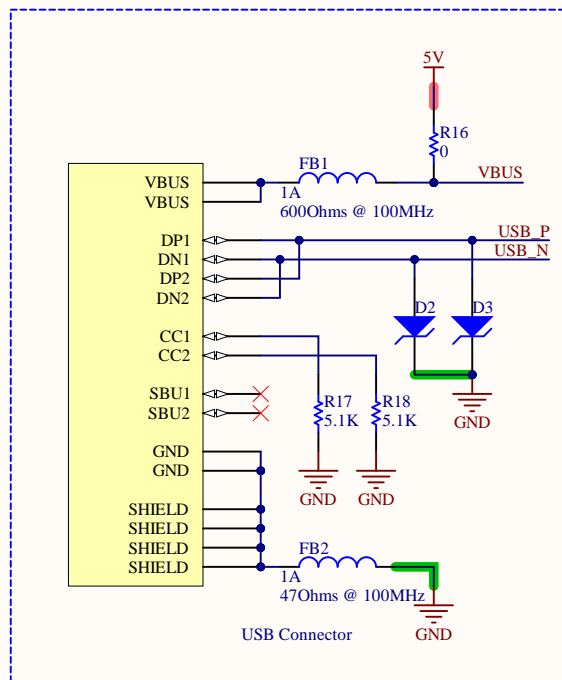 5V
R16
0
FB1
VBUS
VBUS
1A
VBUS
600Ohms @ 100MHz
DP1
USB_P
DN1
USB_N
DP2
DN2
D2
D3
CC1
CC2
SBU1
GND
SBU2
R17
R18
5.1K
5.1K
GND
GND
GND
GND
SHIELD
SHIELD
SHIELD
FB2
SHIELD
1A
47Ohms @ 100MHz
GND
USB Connector